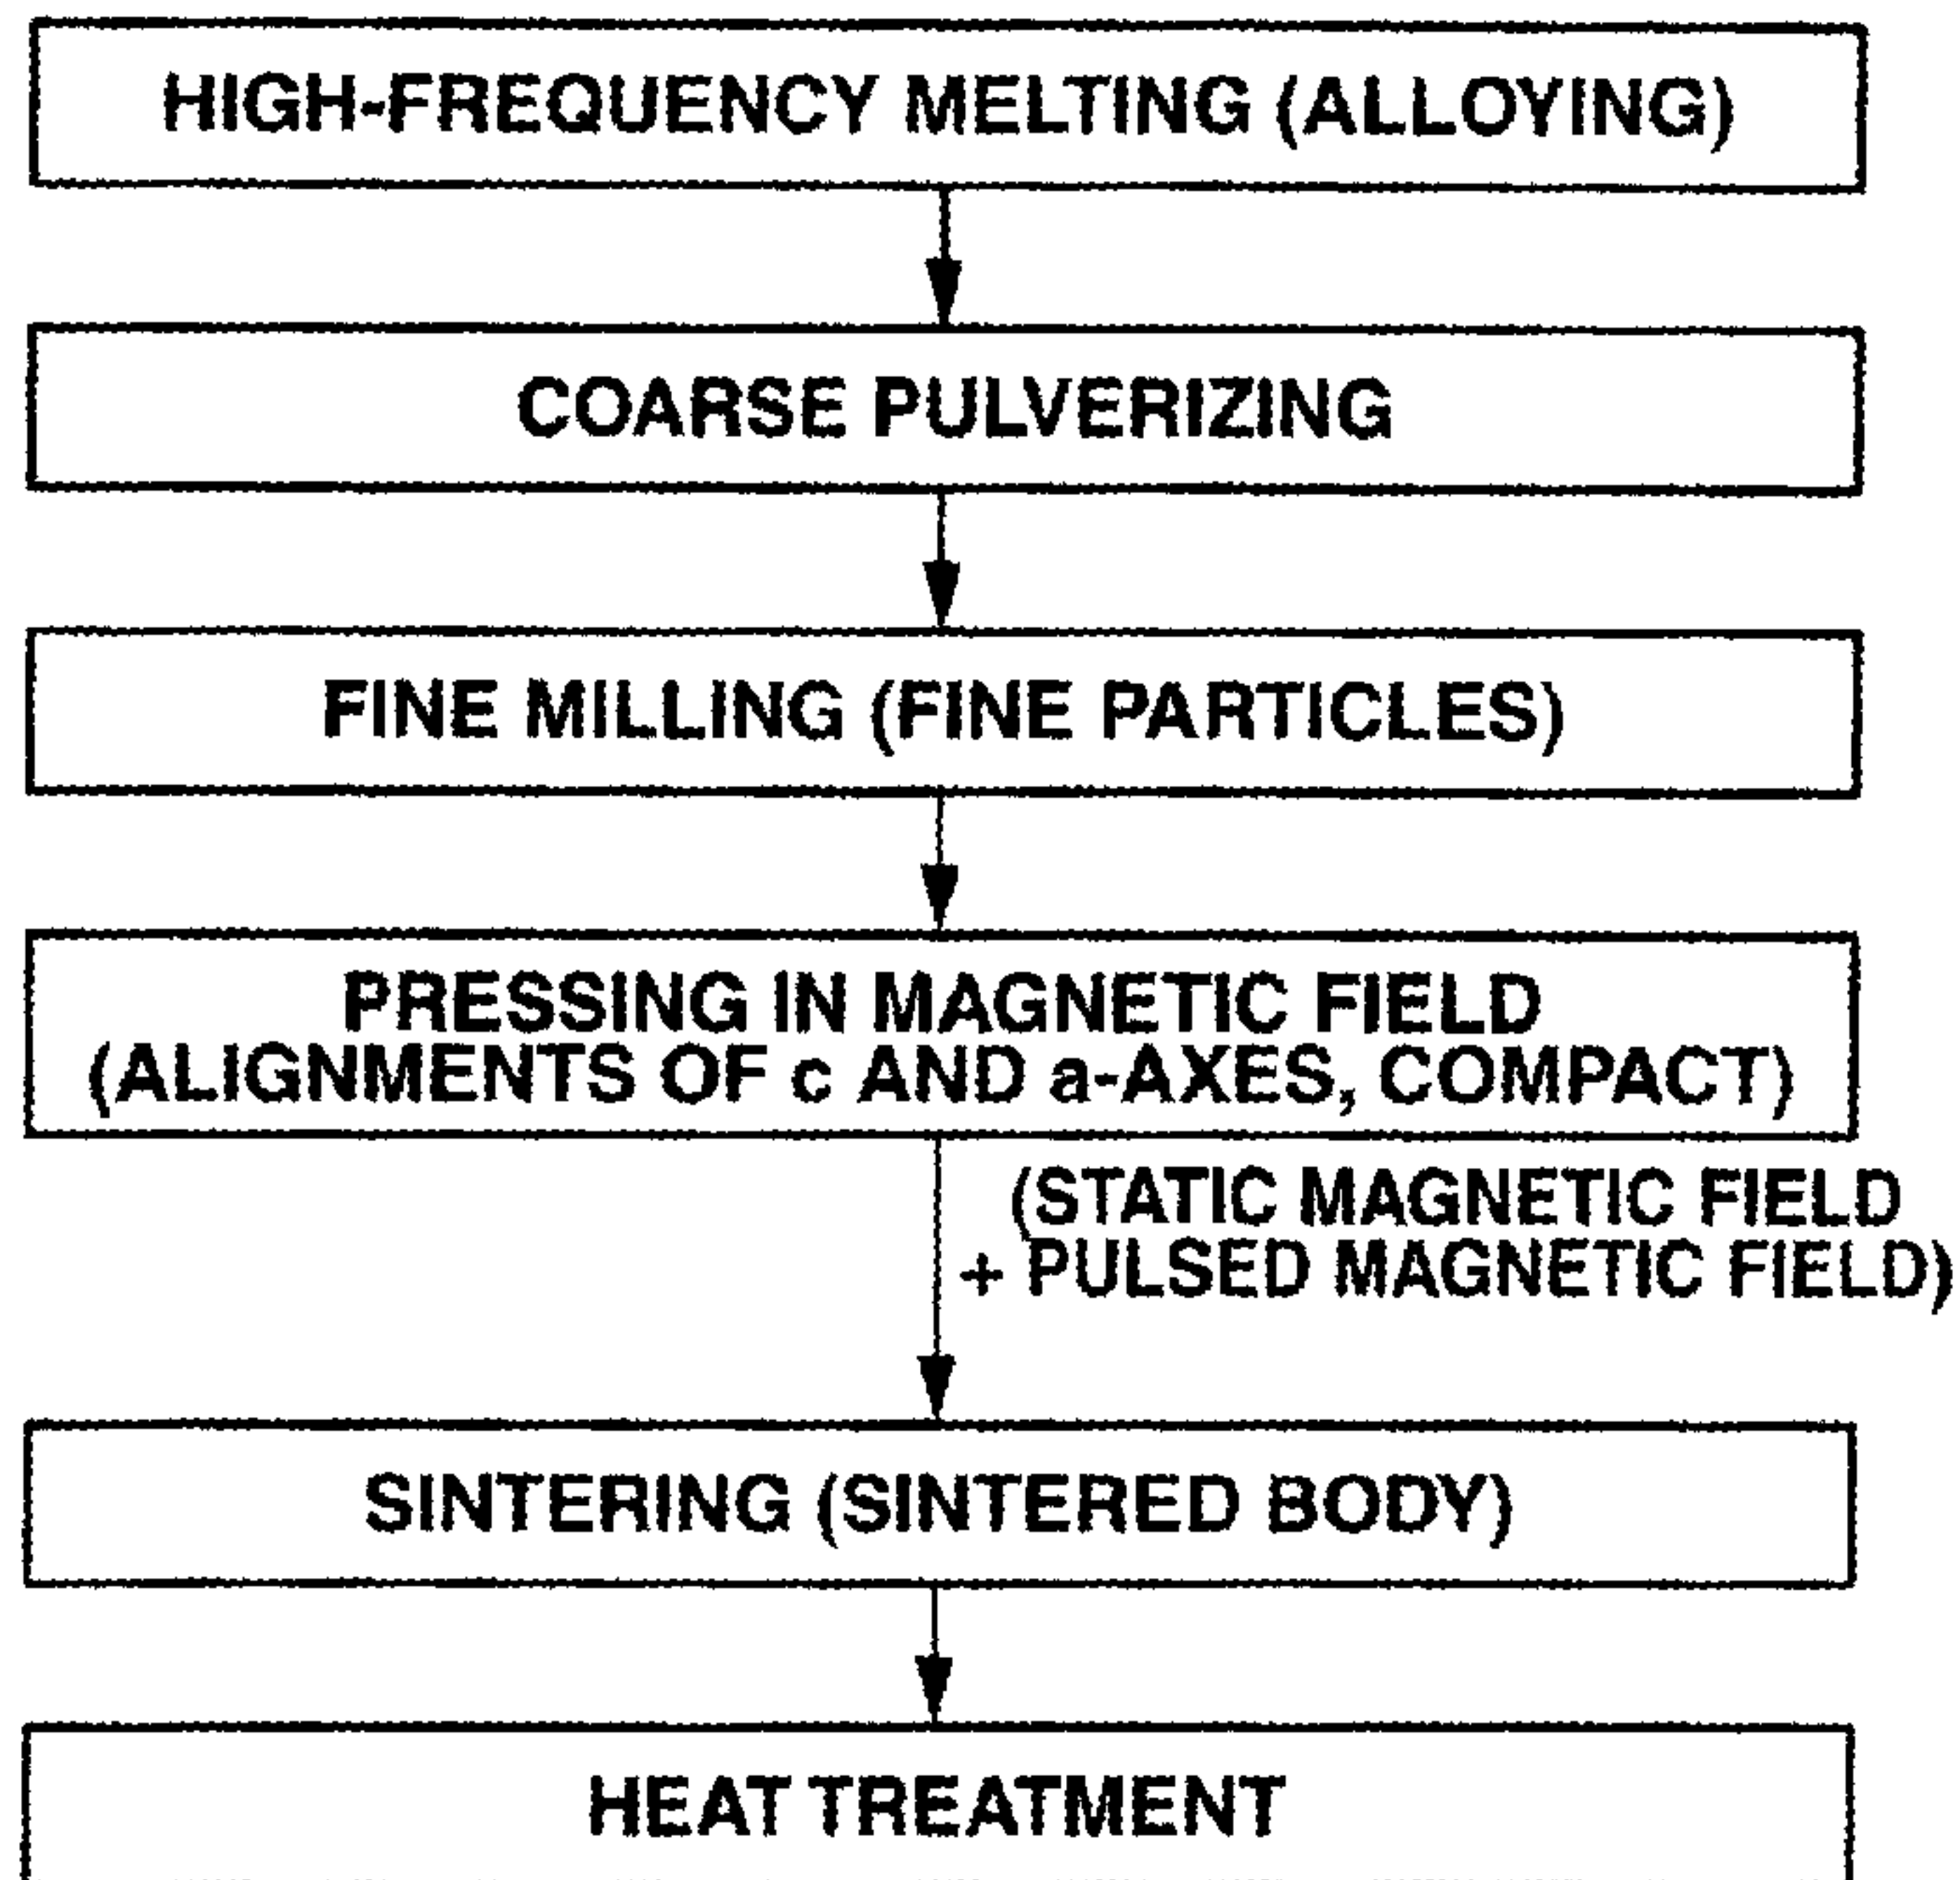 HIGH-FREQUENCY MELTING (ALLOYING)
COARSE PULVERIZING
FINE MILLING (FINE PARTICLES)
PRESSING IN MAGNETIC FIELD
(ALIGNMENTS OF c AND a-AXES, COMPACT)
(STATIC MAGNETIC FIELD
+ PULSED MAGNETIC FIELD)
SINTERING (SINTERED BODY)
HEAT TREATMENT